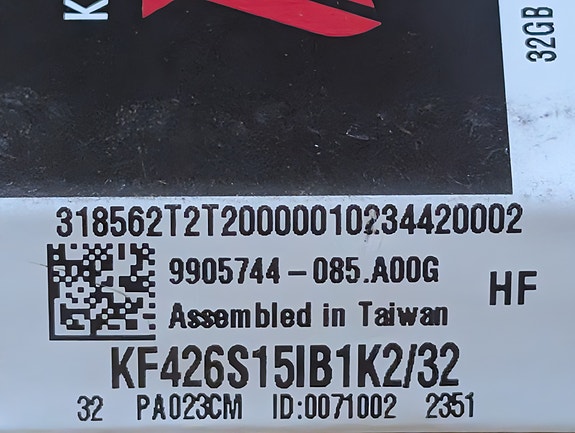 K
32GB
318562T2T20000010234420002
9905744-085.A00G
HF
Assembled in Taiwan
KF426S15IB1K2/32
32 PA023CM ID:0071002 2351